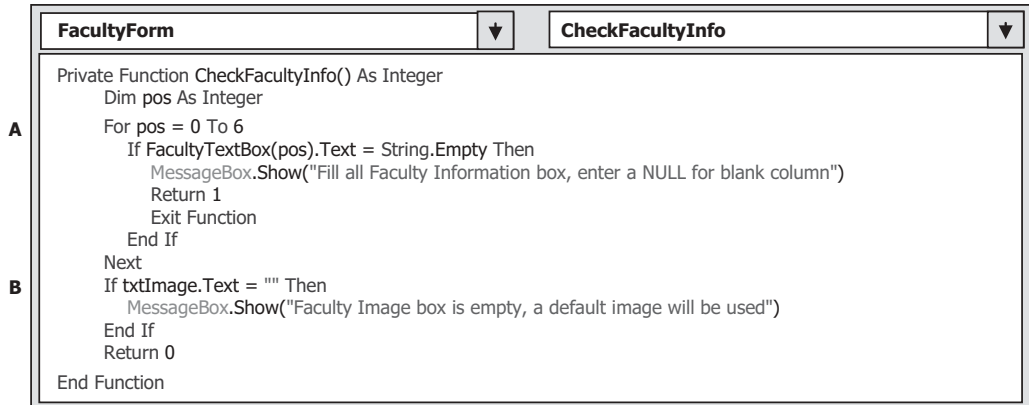 FacultyForm CheckFacultyInfo
Private Function CheckFacultyInfo() As Integer
Dim pos As Integer
A For pos = 0 To 6
If FacultyTextBox(pos).Text = String.Empty Then
MessageBox.Show("Fill all Faculty Information box, enter a NULL for blank column")
Return 1
Exit Function
End If
Next
B If txtImage.Text = "" Then
MessageBox.Show("Faculty Image box is empty, a default image will be used")
End If
Return 0
End Function